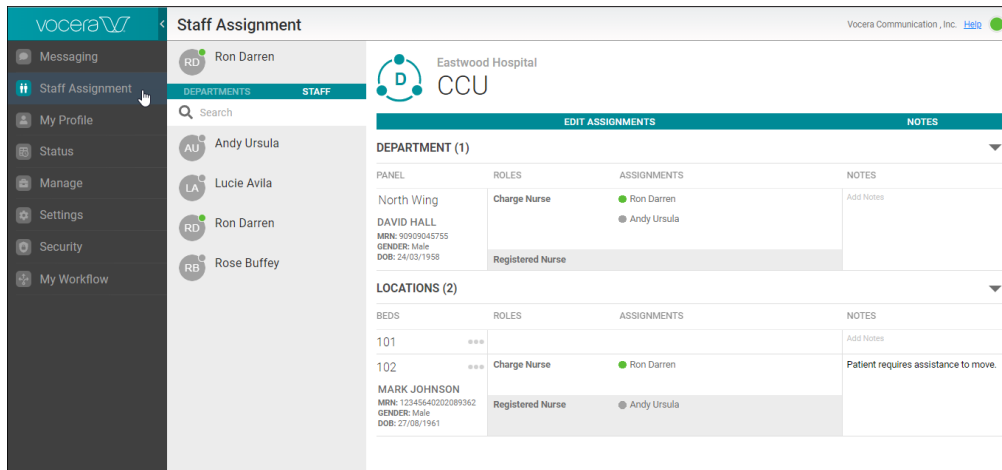 vocera
Staff Assignment
Vocera Communication , Inc. Help
Messaging
Staff Assignment
My Profile
Status
Manage
Settings
Security
My Workflow
RD Ron Darren
DEPARTMENTS STAFF
Search
AU Andy Ursula
LA Lucie Avila
RD Ron Darren
RB Rose Buffey
D
Eastwood Hospital
CCU
EDIT ASSIGNMENTS NOTES
DEPARTMENT (1)
PANEL ROLES ASSIGNMENTS NOTES
North Wing Charge Nurse Ron Darren Add Notes
Andy Ursula
DAVID HALL
MRN: 90909045755
GENDER: Male
DOB: 24/03/1958
Registered Nurse
LOCATIONS (2)
BEDS ROLES ASSIGNMENTS NOTES
101 Add Notes
102 Charge Nurse Ron Darren Patient requires assistance to move.
MARK JOHNSON
MRN: 12345640202089362
GENDER: Male
DOB: 27/08/1961
Registered Nurse Andy Ursula